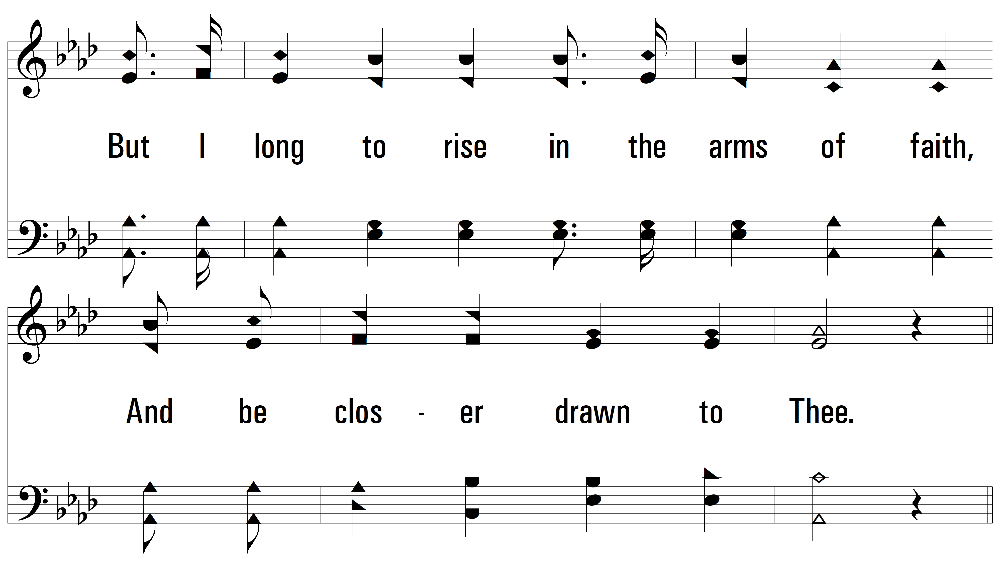 But I long to rise in the arms of faith,
And be clos - er drawn to Thee.